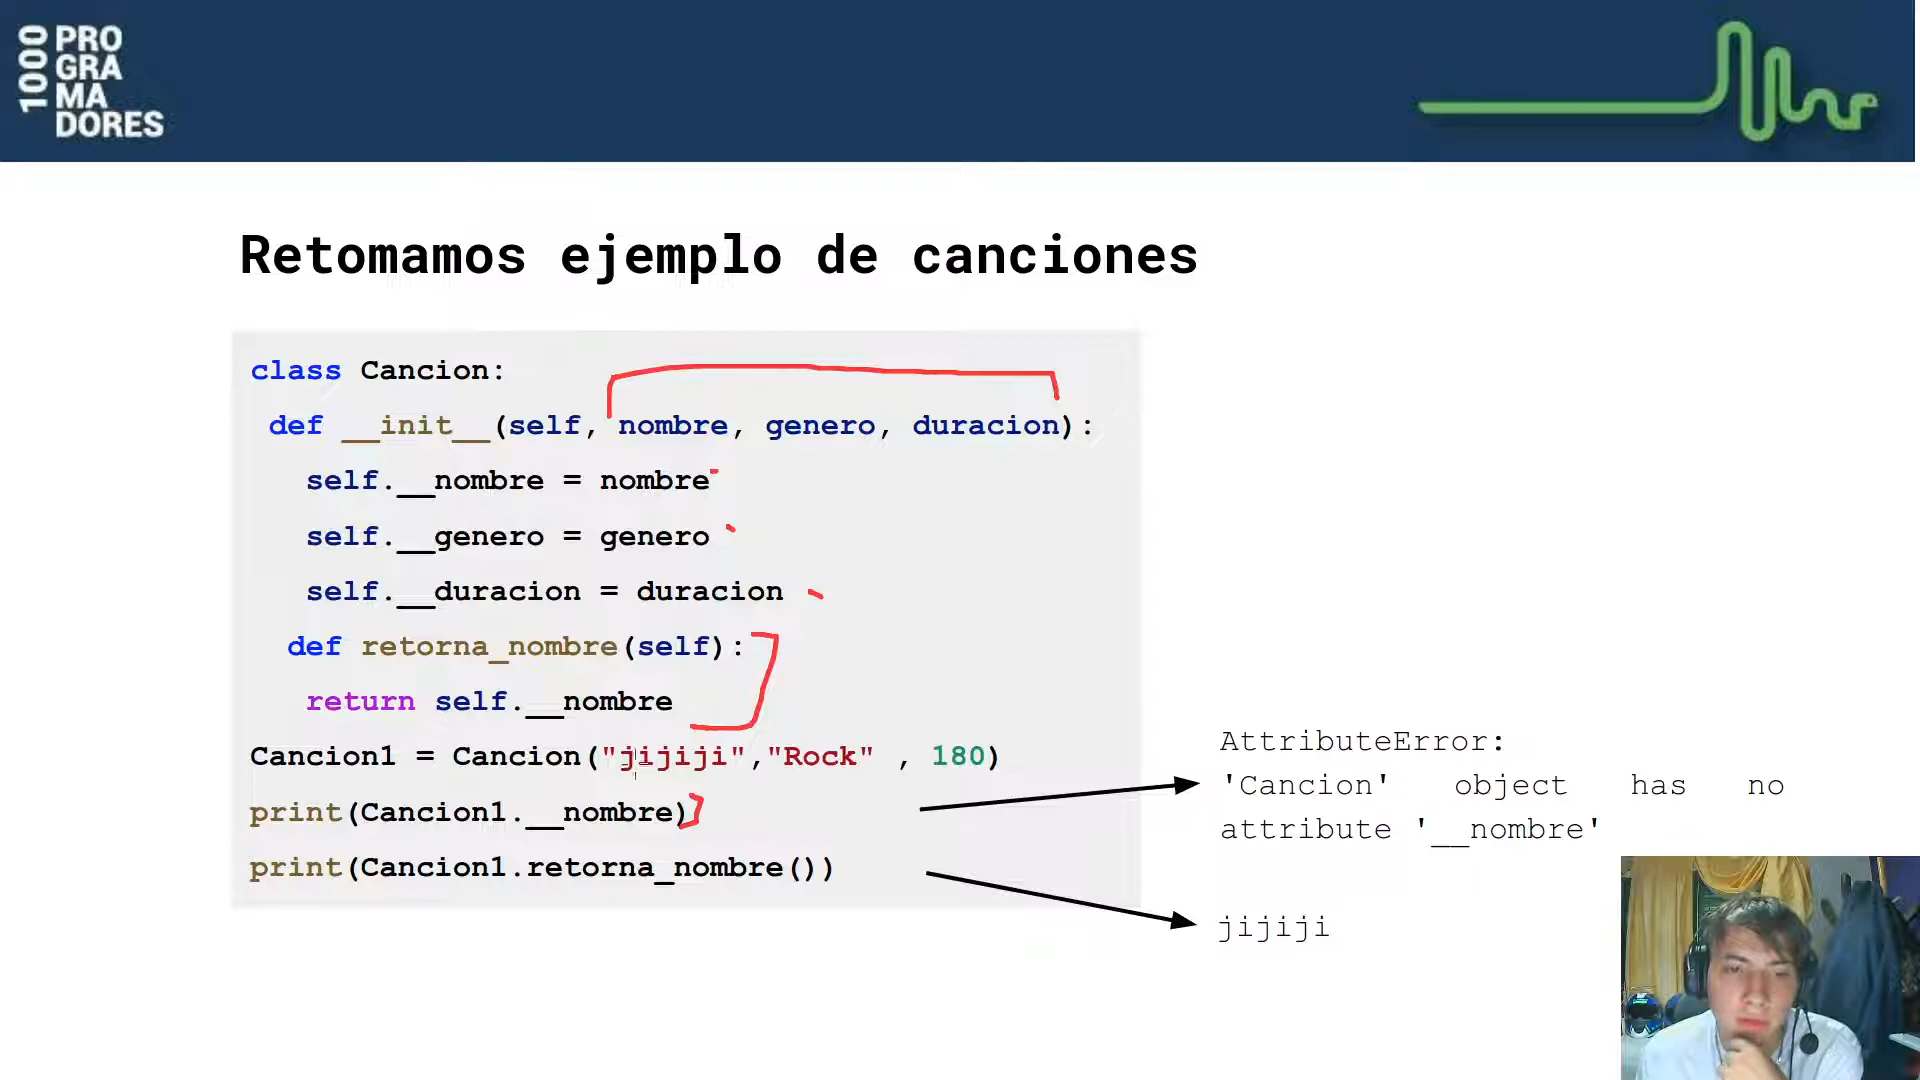 1000
PRO
GRA
MA
DORES
Retomamos ejemplo de canciones
class Cancion:
def __init__(self, nombre, genero, duracion):
self.__nombre = nombre
self.__genero = genero
self.__duracion = duracion
def retorna_nombre(self):
return self.__nombre
Cancion1 = Cancion("jijiji","Rock" , 180)
print(Cancion1.__nombre)
print(Cancion1.retorna_nombre())
AttributeError:
'Cancion' object has no
attribute '__nombre'
jijiji